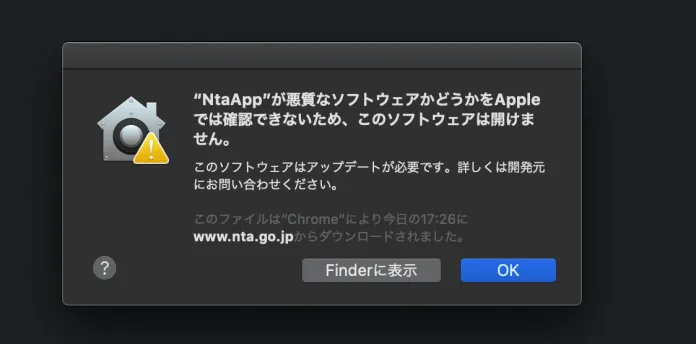 “NtaApp”が悪質なソフトウェアかどうかをApple
では確認できないため、このソフトウェアは開けま
せん。
このソフトウェアはアップデートが必要です。詳しくは開発元
にお問い合わせください。
このファイルは“Chrome”により今日の17:26に
www.nta.go.jpからダウンロードされました。
?
Finderに表示
OK